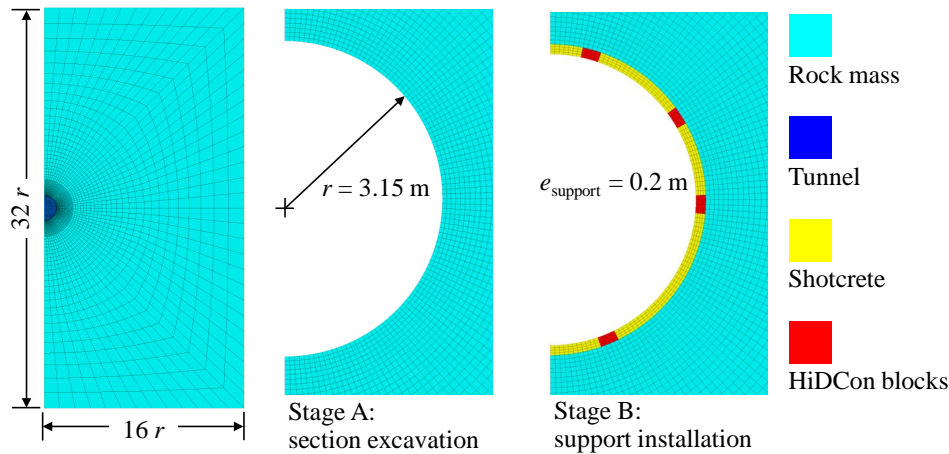 32 r
16 r
r = 3.15 m
Stage A:
section excavation
e_support = 0.2 m
Stage B:
support installation
Rock mass
Tunnel
Shotcrete
HiDCon blocks